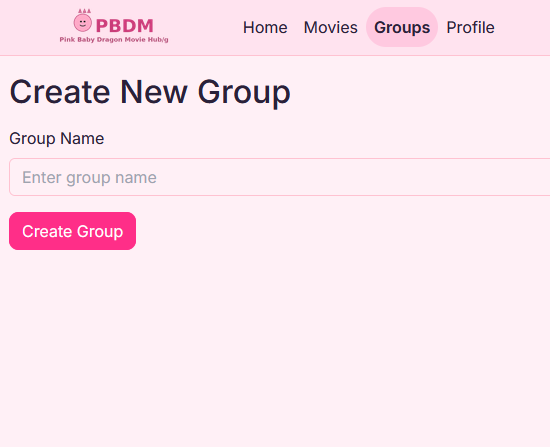 PBDM
Pink Baby Dragon Movie Hub/g
Home Movies Groups Profile
Create New Group
Group Name
Enter group name
Create Group